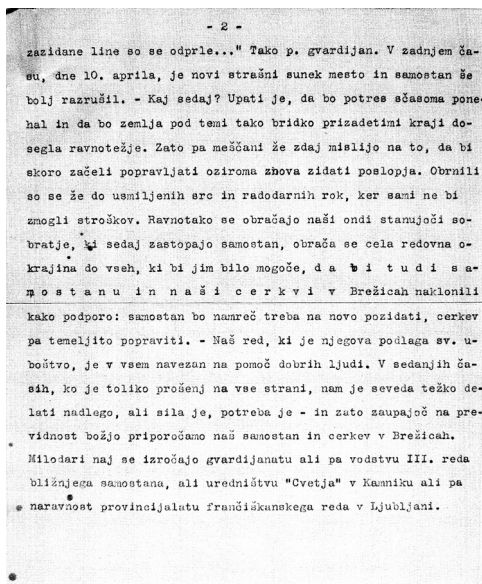 - 2 -
zazidane line so se odprle..." Tako p. gvardijan. V zadnjem ča-
su, dne 10. aprila, je novi strašni sunek mesto in samostan še
bolj razrušil. - Kaj sedaj? Upati je, da bo potres sčasoma pone-
hal in da bo zemlja pod temi tako bridko prizadetimi kraji do-
segla ravnotežje. Zato pa meščani že zdaj mislijo na to, da bi
skoro začeli popravljati oziroma znova zidati poslopja. Obrnili
so se že do usmiljenih src in radodarnih rok, ker sami ne bi
zmogli stroškov. Ravnotako se obračajo naši ondi stanujoči so-
bratje, ki sedaj zastopajo samostan, obrača se cela redovna o-
krajina do vseh, ki bi jim bilo mogoče, d a b i t u d i s a-
m o s t a n u i n n a š i c e r k v i v Brežicah naklonili
kako podporo: samostan bo namreč treba na novo pozidati, cerkev
pa temeljito popraviti. - Naš red, ki je njegova podlaga sv. u-
boštvo, je v vsem navezan na pomoč dobrih ljudi. V sedanjih ča-
sih, ko je toliko prošenj na vse strani, nam je seveda težko de-
lati nadlego, ali sila je, potreba je - in zato zaupajoč na pre-
vidnost božjo priporočamo naš samostan in cerkev v Brežicah.
Milodari naj se izročajo gvardijanatu ali pa vodstvu III. reda
bližnjega samostana, ali uredništvu "Cvetja" v Kamniku ali pa
naravnost provincijalatu frančiškanskega reda v Ljubljani.